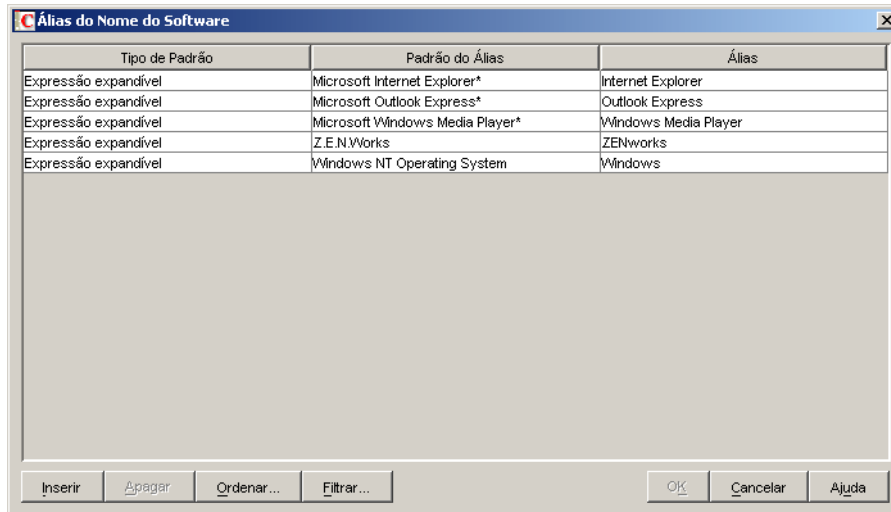 Álias do Nome do Software
Tipo de Padrão Padrão do Álias Álias
Expressão expandível Microsoft Internet Explorer* Internet Explorer
Expressão expandível Microsoft Outlook Express* Outlook Express
Expressão expandível Microsoft Windows Media Player* Windows Media Player
Expressão expandível Z.E.N.Works ZENworks
Expressão expandível Windows NT Operating System Windows
Inserir Apagar Ordenar... Filtrar... OK Cancelar Ajuda